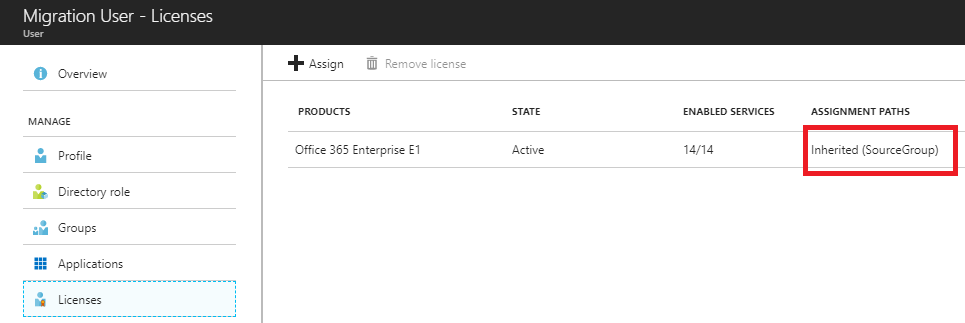 Migration User - Licenses
User
Overview
MANAGE
Profile
Directory role
Groups
Applications
Licenses
Assign Remove license
PRODUCTS STATE ENABLED SERVICES ASSIGNMENT PATHS
Office 365 Enterprise E1 Active 14/14 Inherited (SourceGroup)